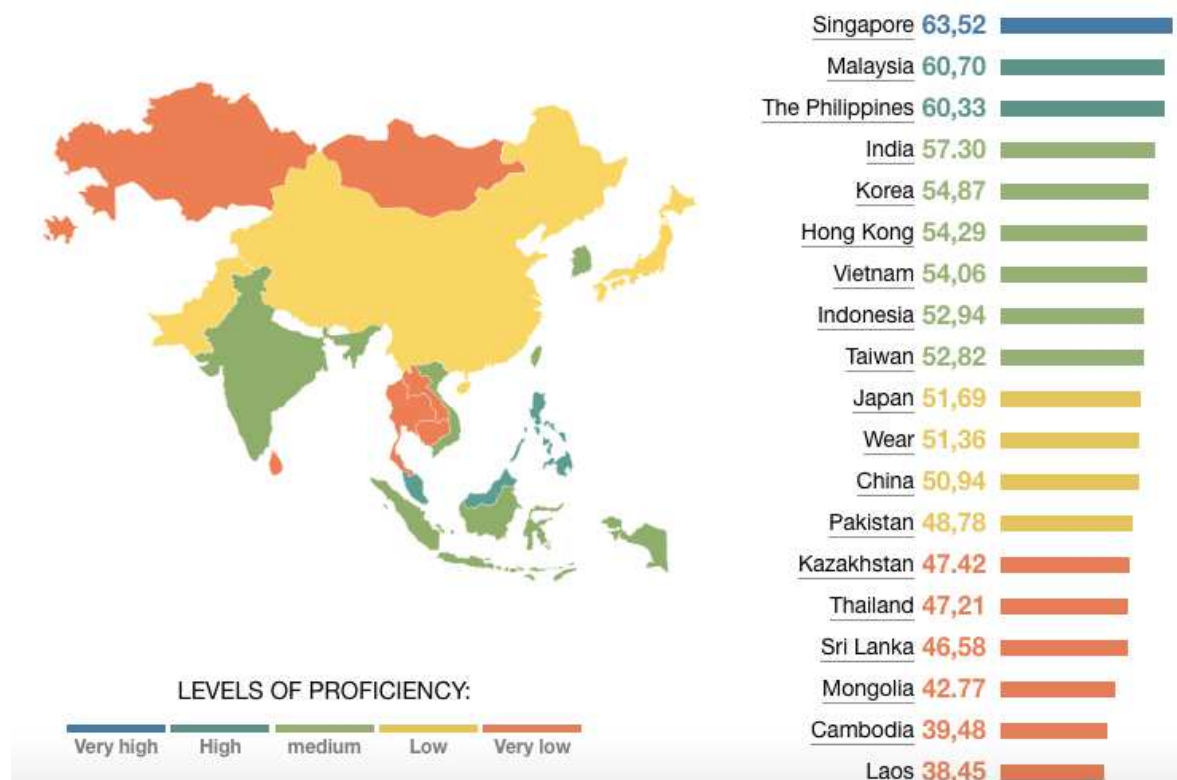 Singapore 63,52
Malaysia 60,70
The Philippines 60,33
India 57.30
Korea 54,87
Hong Kong 54,29
Vietnam 54,06
Indonesia 52,94
Taiwan 52,82
Japan 51,69
Wear 51,36
China 50,94
Pakistan 48,78
Kazakhstan 47.42
Thailand 47,21
Sri Lanka 46,58
Mongolia 42.77
Cambodia 39,48
Laos 38,45
LEVELS OF PROFICIENCY:
Very high High medium Low Very low